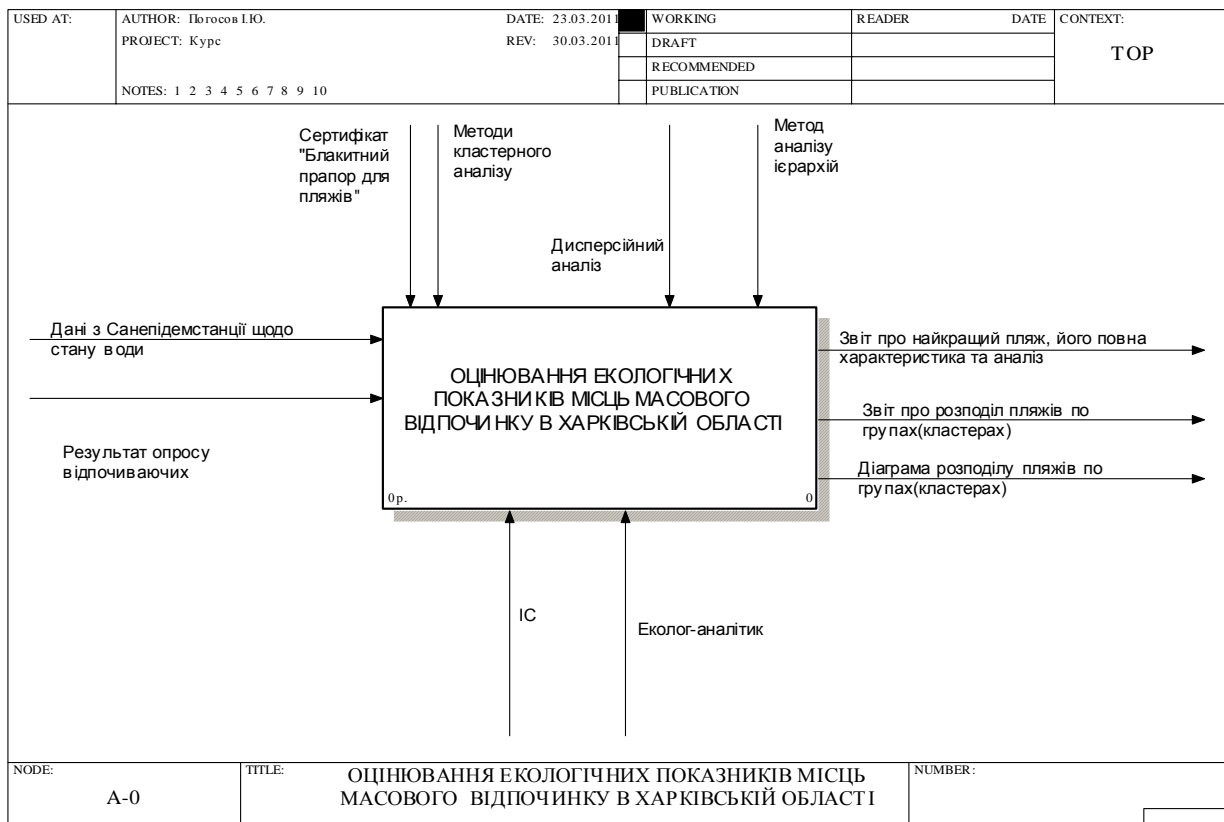 USED AT:
AUTHOR: Погосов І.Ю.
DATE: 23.03.2011
PROJECT: Курс
REV: 30.03.2011
NOTES: 1 2 3 4 5 6 7 8 9 10
WORKING
DRAFT
RECOMMENDED
PUBLICATION
READER
DATE
CONTEXT:
TOP
Сертифкат
"Блакитний
прапор для
пляжів"
Методи
кластерного
аналізу
Дисперсійний
аналіз
Метод
аналізу
ієрархій
Дані з Санепідемстанції щодо
стану води
Результат опросу
відпочиваючих
ОЦІНЮВАННЯ ЕКОЛОГІЧНИХ
ПОКАЗНИКІВ МІСЦЬ МАСОВОГО
ВІДПОЧИНКУ В ХАРКІВСЬКІЙ ОБЛАСТІ
0р.
0
Звіт про найкращий пляж, його повна
характеристика та аналіз
Звіт про розподіл пляжів по
групах(кластерах)
Діаграма розподілу пляжів по
групах(кластерах)
ІС
Еколог-аналітик
NODE:
A-0
TITLE:
ОЦІНЮВАННЯ ЕКОЛОГІЧНИХ ПОКАЗНИКІВ МІСЦЬ
МАСОВОГО ВІДПОЧИНКУ В ХАРКІВСЬКІЙ ОБЛАСТІ
NUMBER: